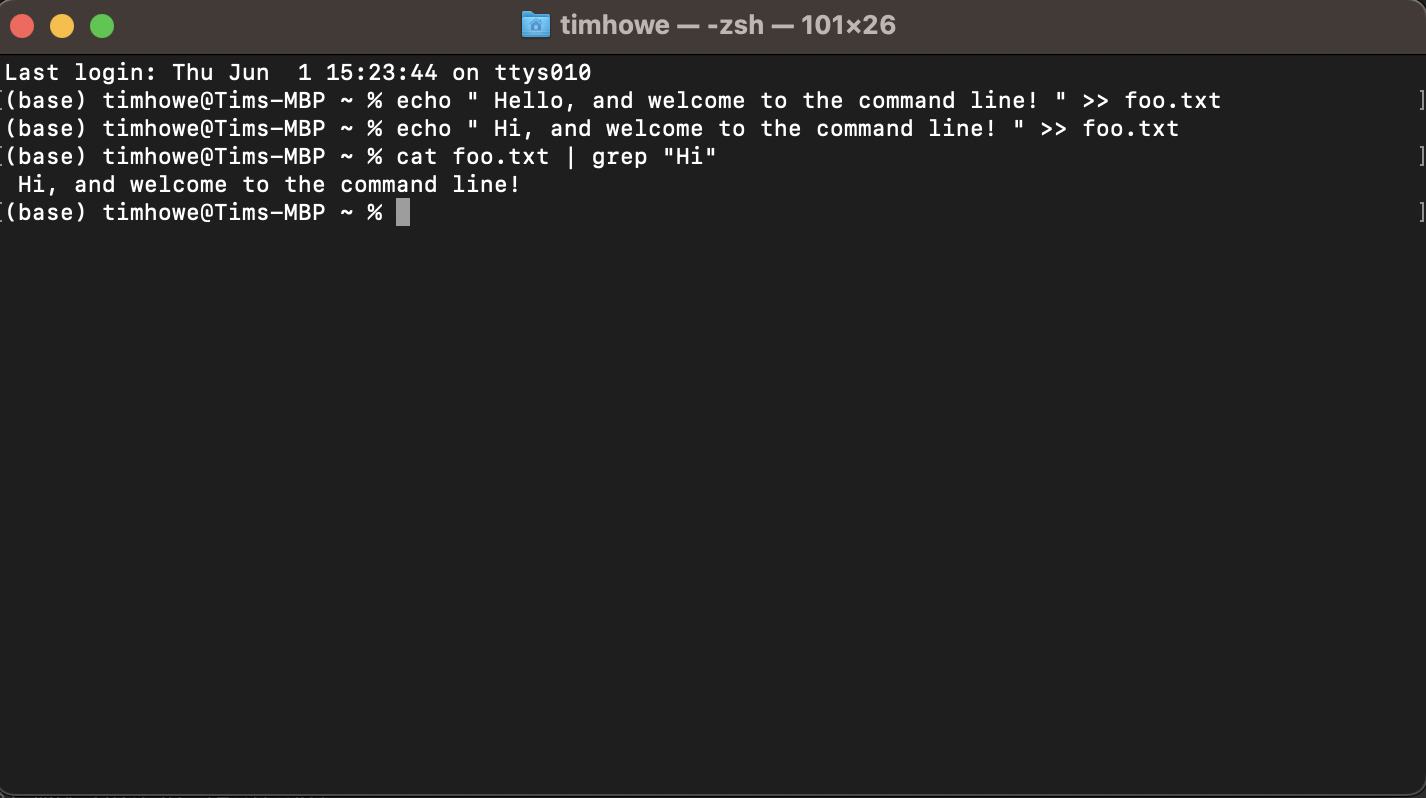 timhowe — -zsh — 101×26
Last login: Thu Jun  1 15:23:44 on ttys010
[(base) timhowe@Tims-MBP ~ % echo " Hello, and welcome to the command line! " >> foo.txt ]
(base) timhowe@Tims-MBP ~ % echo " Hi, and welcome to the command line! " >> foo.txt
[(base) timhowe@Tims-MBP ~ % cat foo.txt | grep "Hi" ]
 Hi, and welcome to the command line!
[(base) timhowe@Tims-MBP ~ % ]